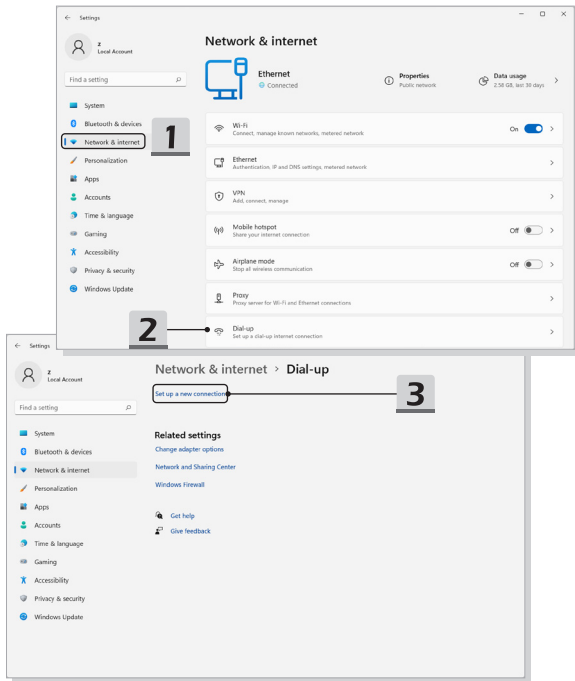 ← Settings
z
Local Account
Find a setting
System
Bluetooth & devices
Network & internet
Personalization
Apps
Accounts
Time & language
Gaming
Accessibility
Privacy & security
Windows Update
1
Network & internet
Ethernet
Connected
Properties
Public network
Data usage
2.58 GB, last 30 days
Wi-Fi
Connect, manage known networks, metered network
On
Ethernet
Authentication, IP and DNS settings, metered network
VPN
Add, connect, manage
Mobile hotspot
Share your internet connection
Off
Airplane mode
Stop all wireless communication
Off
Proxy
Proxy server for Wi-Fi and Ethernet connections
2
Dial-up
Set up a dial-up internet connection
← Settings
z
Local Account
Find a setting
System
Bluetooth & devices
Network & internet
Personalization
Apps
Accounts
Time & language
Gaming
Accessibility
Privacy & security
Windows Update
Network & internet > Dial-up
Set up a new connection
3
Related settings
Change adapter options
Network and Sharing Center
Windows Firewall
Get help
Give feedback